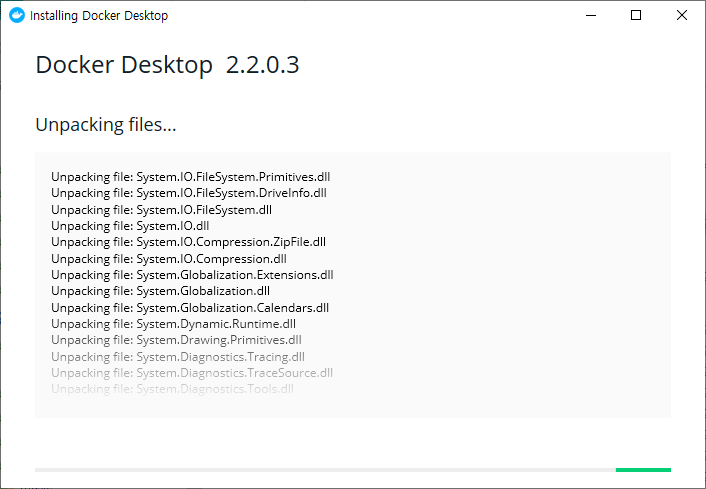 Installing Docker Desktop
Docker Desktop 2.2.0.3
Unpacking files...
Unpacking file: System.IO.FileSystem.Primitives.dll
Unpacking file: System.IO.FileSystem.DriveInfo.dll
Unpacking file: System.IO.FileSystem.dll
Unpacking file: System.IO.dll
Unpacking file: System.IO.Compression.ZipFile.dll
Unpacking file: System.IO.Compression.dll
Unpacking file: System.Globalization.Extensions.dll
Unpacking file: System.Globalization.dll
Unpacking file: System.Globalization.Calendars.dll
Unpacking file: System.Dynamic.Runtime.dll
Unpacking file: System.Drawing.Primitives.dll
Unpacking file: System.Diagnostics.Tracing.dll
Unpacking file: System.Diagnostics.TraceSource.dll
Unpacking file: System.Diagnostics.Tools.dll